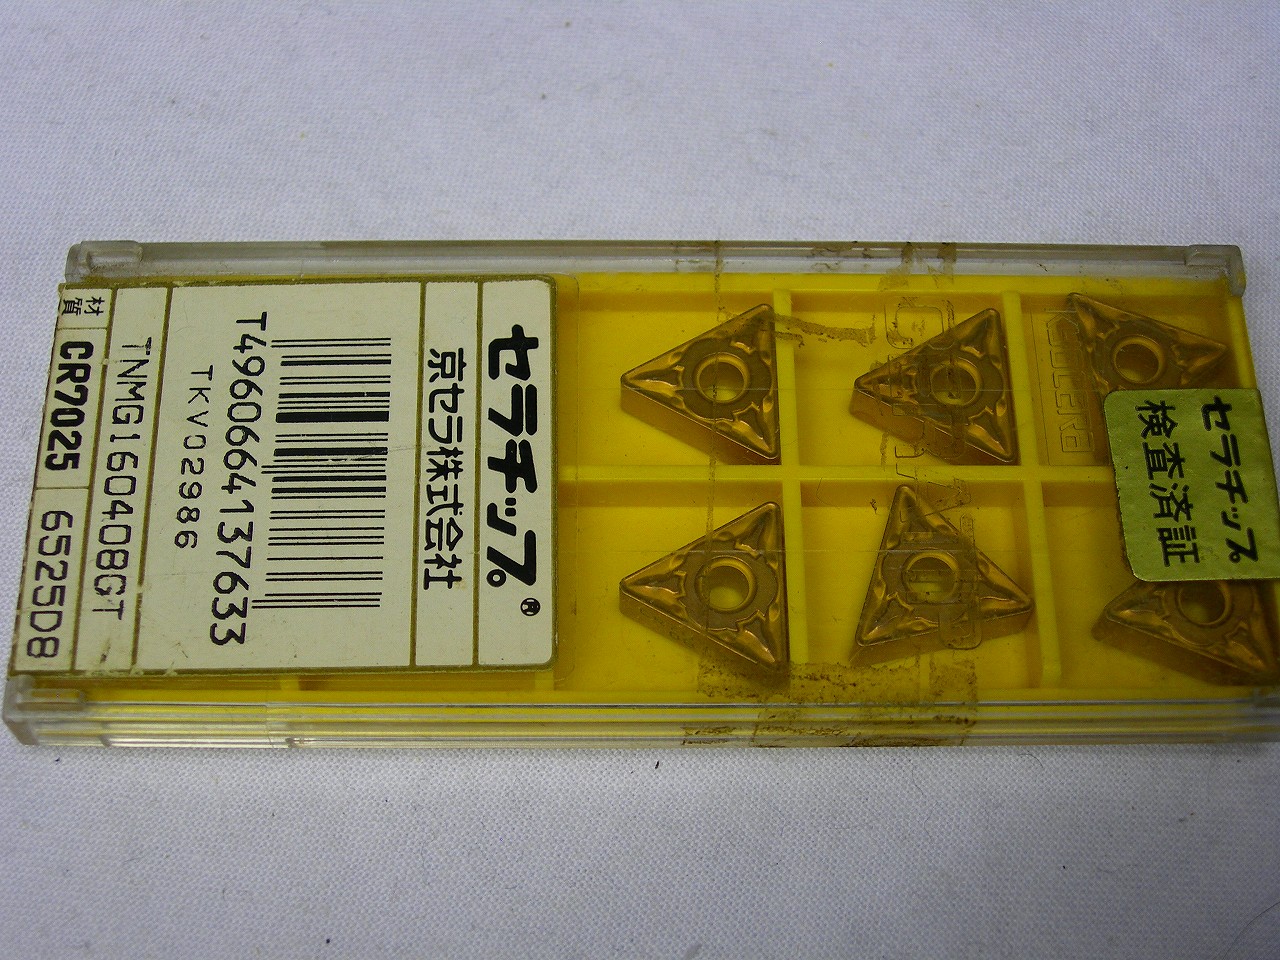 セラチップ®
京セラ株式会社
T4960664137633
TKV02986
TNMG160408GT
材質 CR7025 6525D8
セラチップ
検査済証